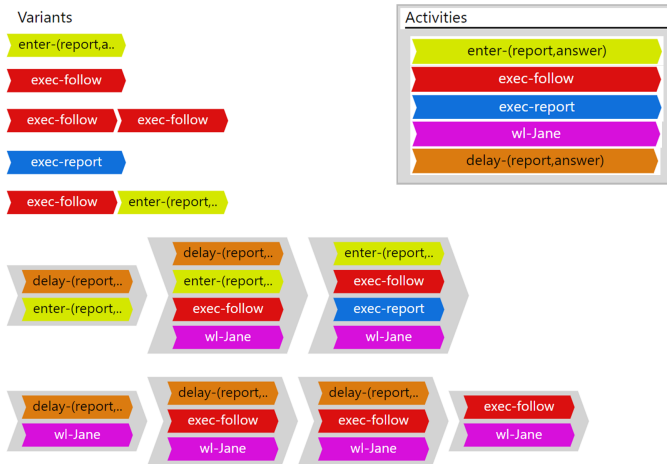 Variants
enter-(report,a..
exec-follow
exec-follow exec-follow
exec-report
exec-follow enter-(report,..
delay-(report,..
enter-(report,..
delay-(report,..
enter-(report,..
exec-follow
wl-Jane
enter-(report,..
exec-follow
exec-report
wl-Jane
delay-(report,..
wl-Jane
delay-(report,..
exec-follow
wl-Jane
delay-(report,..
exec-follow
wl-Jane
exec-follow
wl-Jane
Activities
enter-(report,answer)
exec-follow
exec-report
wl-Jane
delay-(report,answer)